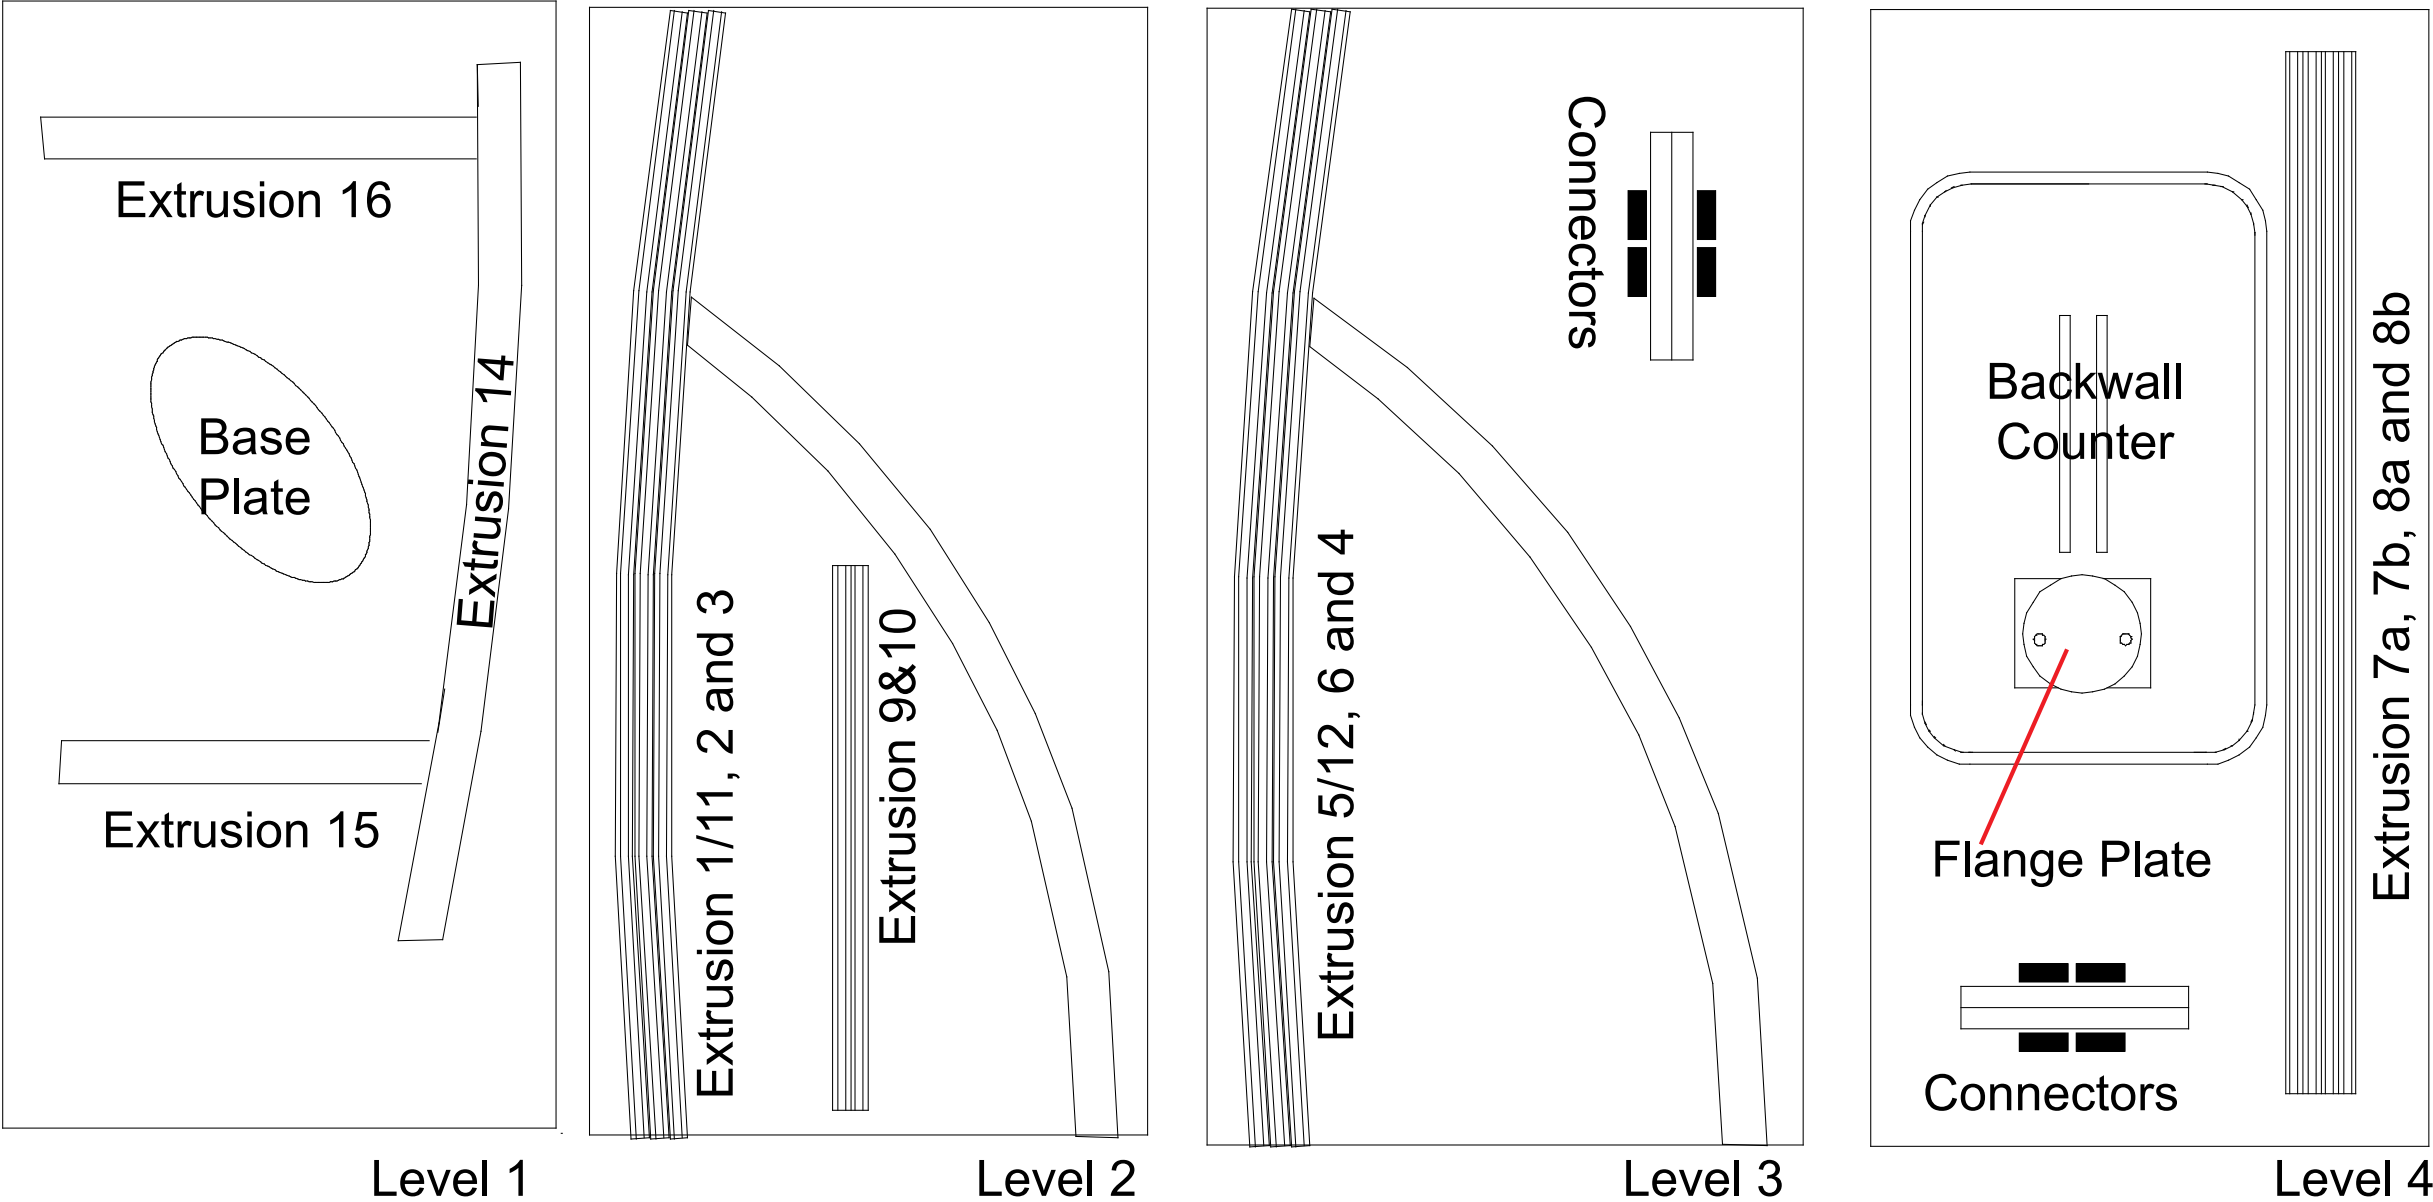 Extrusion 16
Base
Plate
Extrusion 14
Extrusion 15
Level 1
Extrusion 1/11, 2 and 3
Extrusion 9&10
Level 2
Connectors
Extrusion 5/12, 6 and 4
Level 3
Backwall
Counter
Flange Plate
Connectors
Extrusion 7a, 7b, 8a and 8b
Level 4